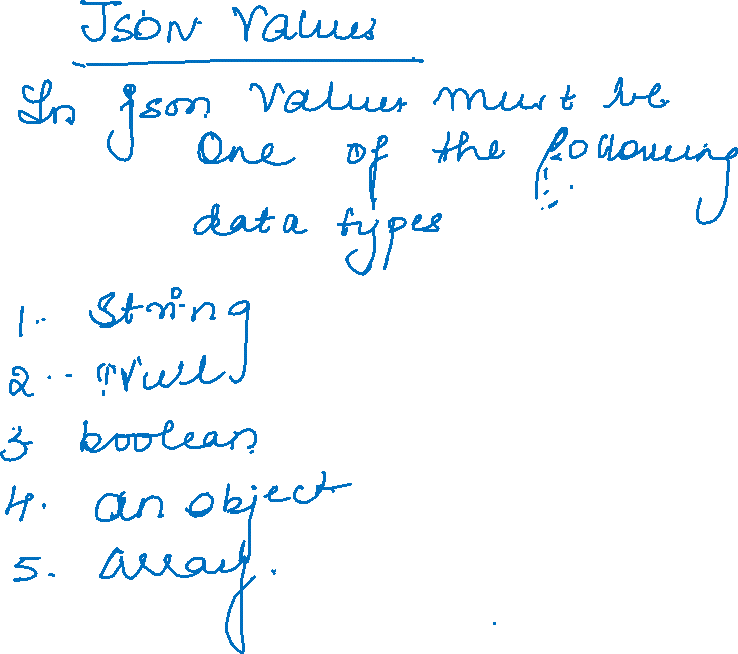 JSON Values
In json Values must be
One of the following
data types
1. String
2. Null
3 boolean
4. an object
5. array.